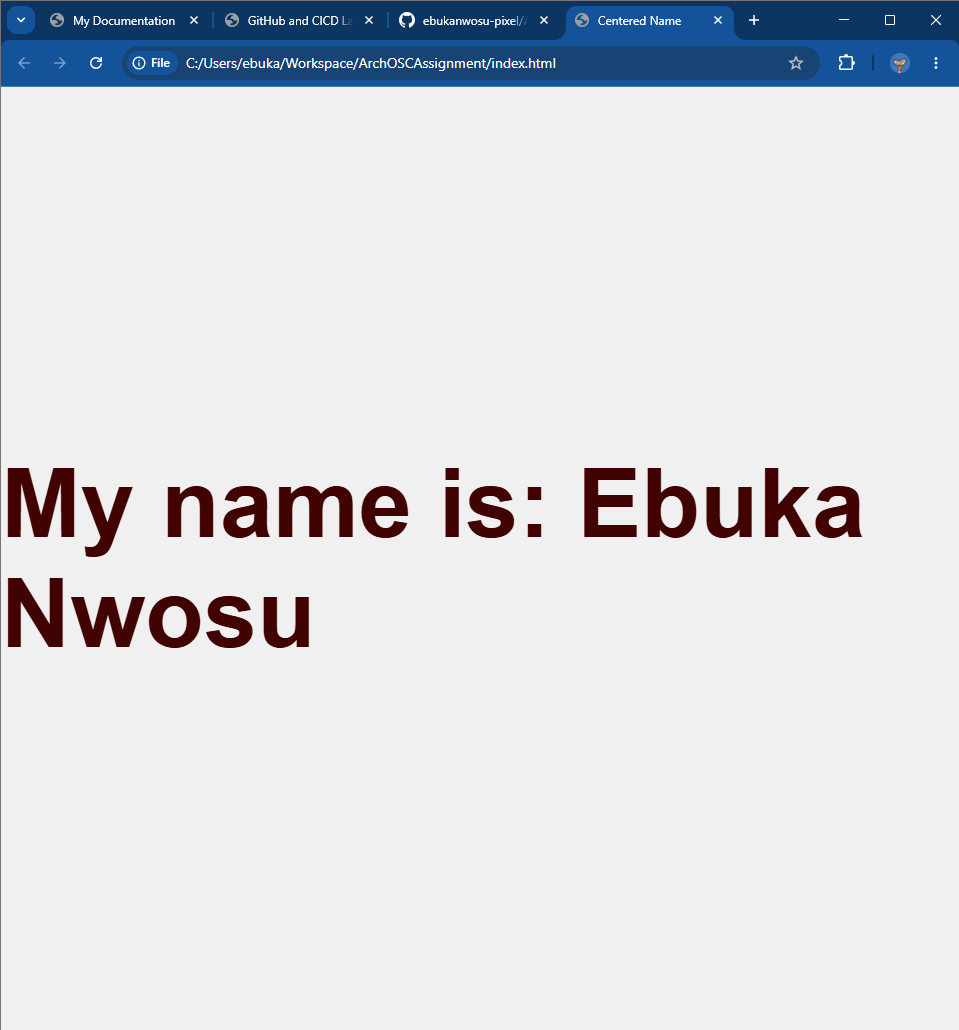 My Documentation
GitHub and CICD La
ebukanwosu-pixel/
Centered Name
File
C:/Users/ebuka/Workspace/ArchOSCAssignment/index.html
My name is: Ebuka
Nwosu